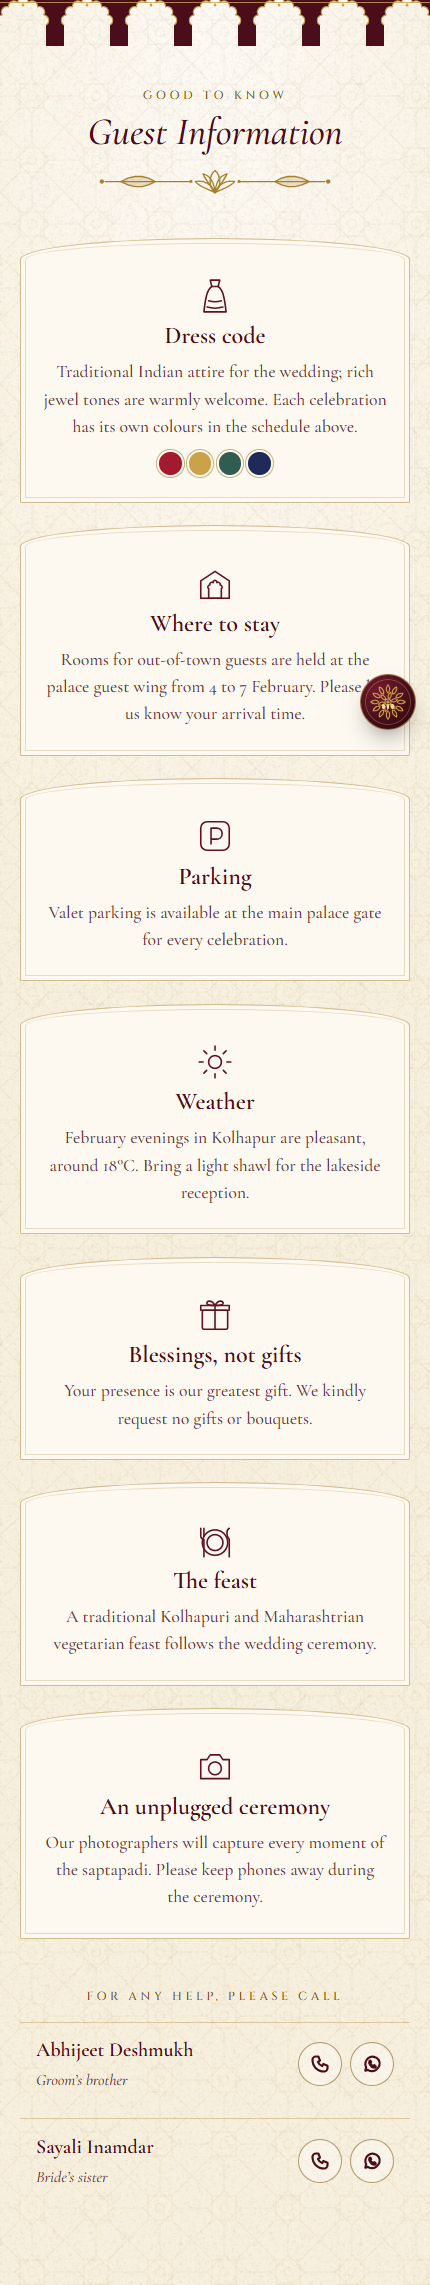 GOOD TO KNOW
Guest Information
Dress code
Traditional Indian attire for the wedding; rich
jewel tones are warmly welcome. Each celebration
has its own colours in the schedule above.
Where to stay
Rooms for out-of-town guests are held at the
palace guest wing from 4 to 7 February. Please
us know your arrival time.
P
Parking
Valet parking is available at the main palace gate
for every celebration.
Weather
February evenings in Kolhapur are pleasant,
around 18°C. Bring a light shawl for the lakeside
reception.
Blessings, not gifts
Your presence is our greatest gift. We kindly
request no gifts or bouquets.
The feast
A traditional Kolhapuri and Maharashtrian
vegetarian feast follows the wedding ceremony.
An unplugged ceremony
Our photographers will capture every moment of
the saptapadi. Please keep phones away during
the ceremony.
FOR ANY HELP, PLEASE CALL
Abhijeet Deshmukh
Groom’s brother
Sayali Inamdar
Bride’s sister